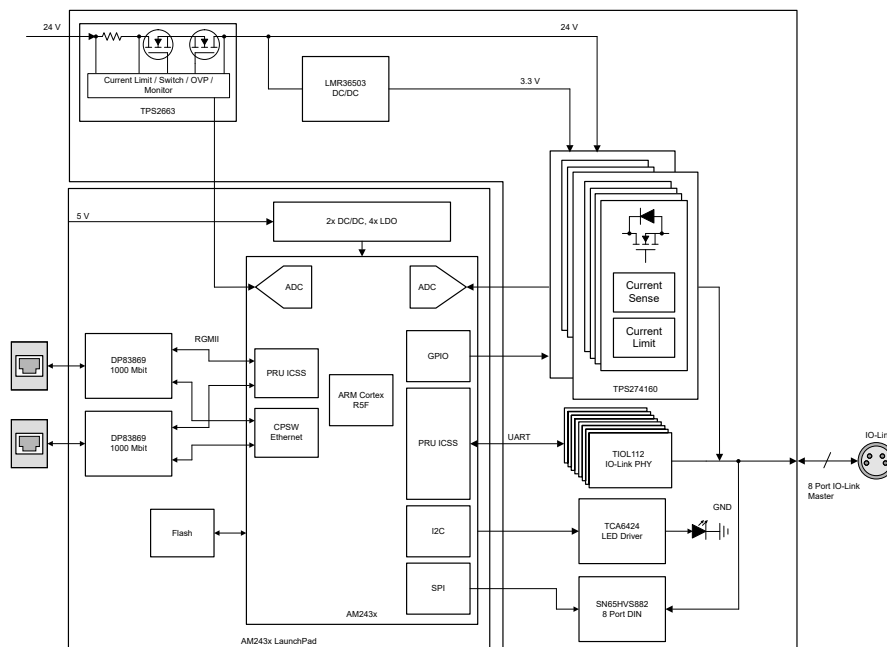 24 V
24 V
Current Limit / Switch / OVP /
Monitor
TPS2663
LMR36503
DC/DC
3.3 V
5 V
2x DC/DC, 4x LDO
ADC
ADC
Current
Sense
Current
Limit
TPS274160
RGMII
DP83869
1000 Mbit
PRU ICSS
GPIO
ARM Cortex
R5F
DP83869
1000 Mbit
CPSW
Ethernet
PRU ICSS
UART
TIOL112
IO-Link PHY
IO-Lin
8 Port IO-Link
Master
Flash
I2C
TCA6424
LED Driver
GND
SPI
SN65HVS882
8 Port DIN
AM243x
AM243x LaunchPad